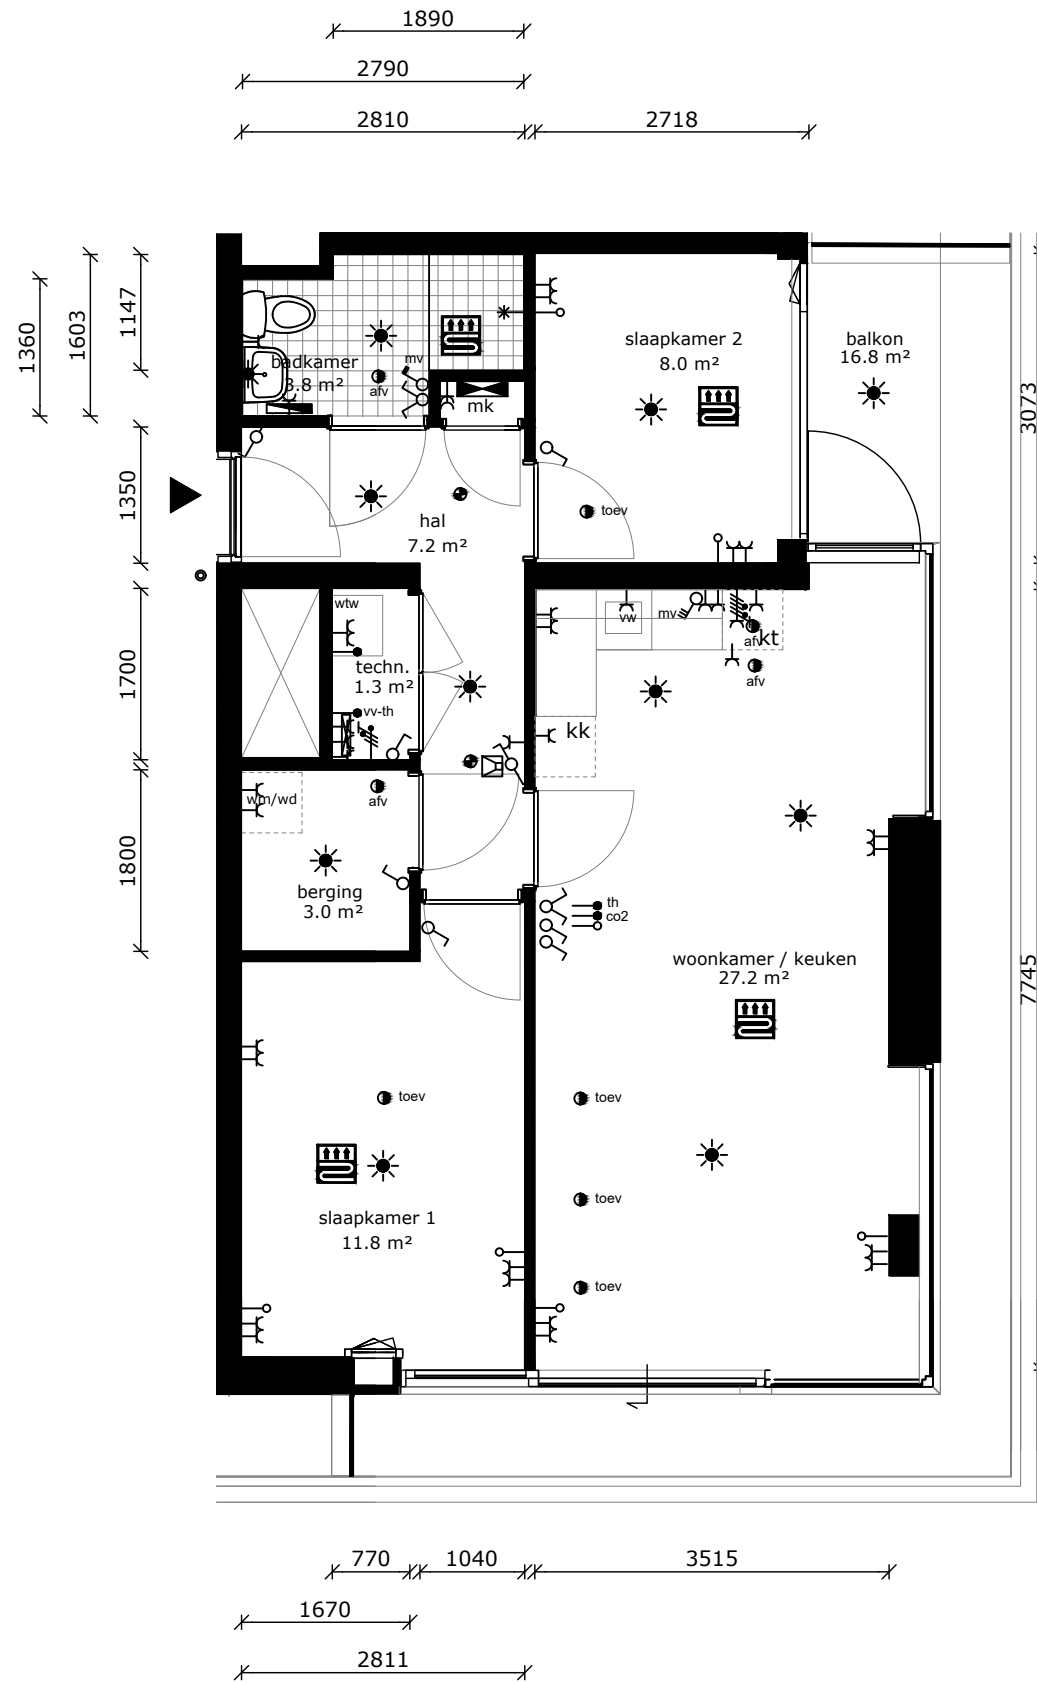 1890
2790
2810
2718
1360
1603
1147
slaapkamer 2
8.0 m²
balkon
16.8 m²
badkamer
3.8 m²
mv
afv
mk
3073
1350
hal
7.2 m²
toev
wtw
techn.
1.3 m²
vv-th
1700
vw
mv
afv
kt
afv
kk
wm/wd
afv
1800
berging
3.0 m²
th
co2
woonkamer / keuken
27.2 m²
7745
toev
toev
slaapkamer 1
11.8 m²
toev
toev
770
1040
3515
1670
2811